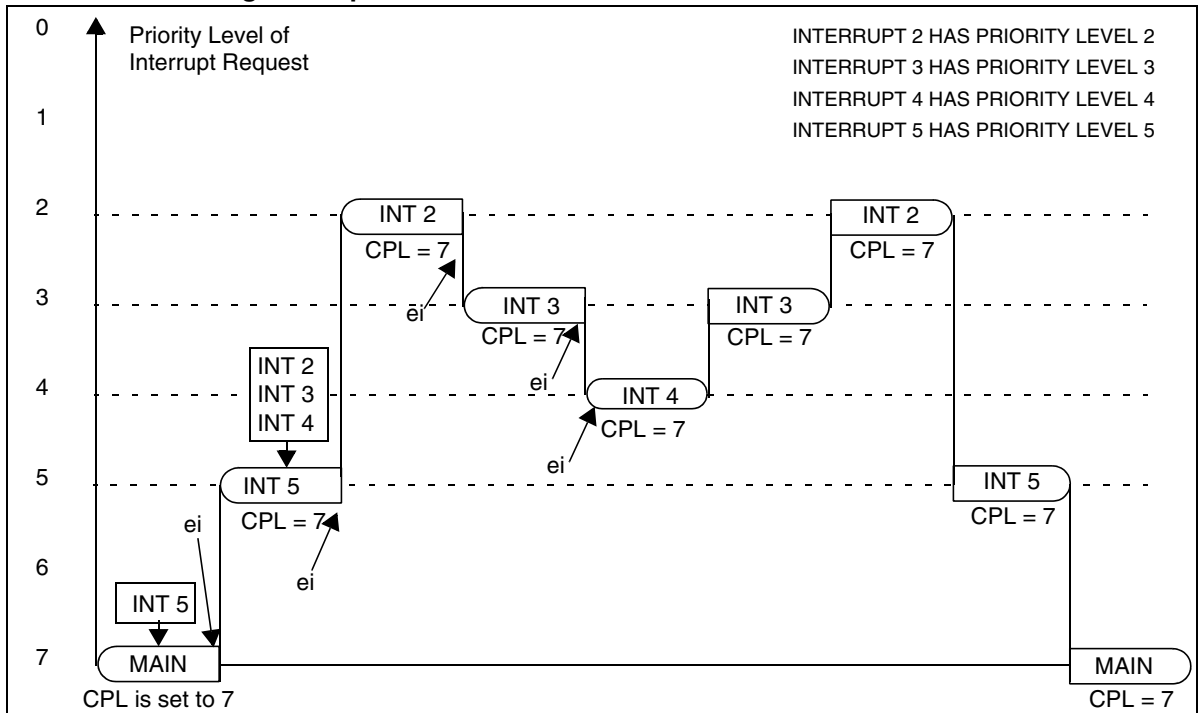 0
Priority Level of
Interrupt Request
INTERRUPT 2 HAS PRIORITY LEVEL 2
INTERRUPT 3 HAS PRIORITY LEVEL 3
INTERRUPT 4 HAS PRIORITY LEVEL 4
INTERRUPT 5 HAS PRIORITY LEVEL 5
1
2
INT 2
CPL = 7
INT 2
CPL = 7
ei
3
INT 3
CPL = 7
INT 3
CPL = 7
ei
INT 2
INT 3
INT 4
4
INT 4
CPL = 7
ei
5
INT 5
CPL = 7
INT 5
CPL = 7
ei
ei
6
INT 5
7
MAIN
CPL is set to 7
MAIN
CPL = 7